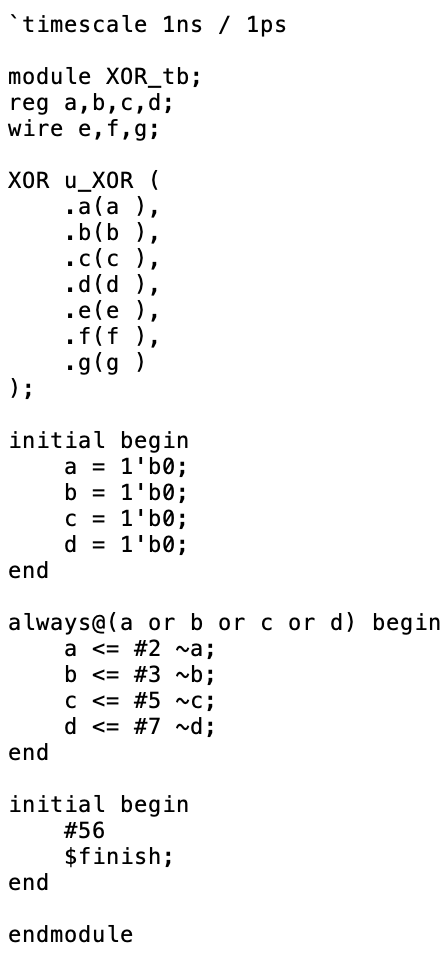 `timescale 1ns / 1ps
module XOR_tb;
reg a,b,c,d;
wire e,f,g;
XOR u_XOR (
    .a(a ),
    .b(b ),
    .c(c ),
    .d(d ),
    .e(e ),
    .f(f ),
    .g(g )
);
initial begin
    a = 1'b0;
    b = 1'b0;
    c = 1'b0;
    d = 1'b0;
end
always@(a or b or c or d) begin
    a <= #2 ~a;
    b <= #3 ~b;
    c <= #5 ~c;
    d <= #7 ~d;
end
initial begin
    #56
    $finish;
end
endmodule